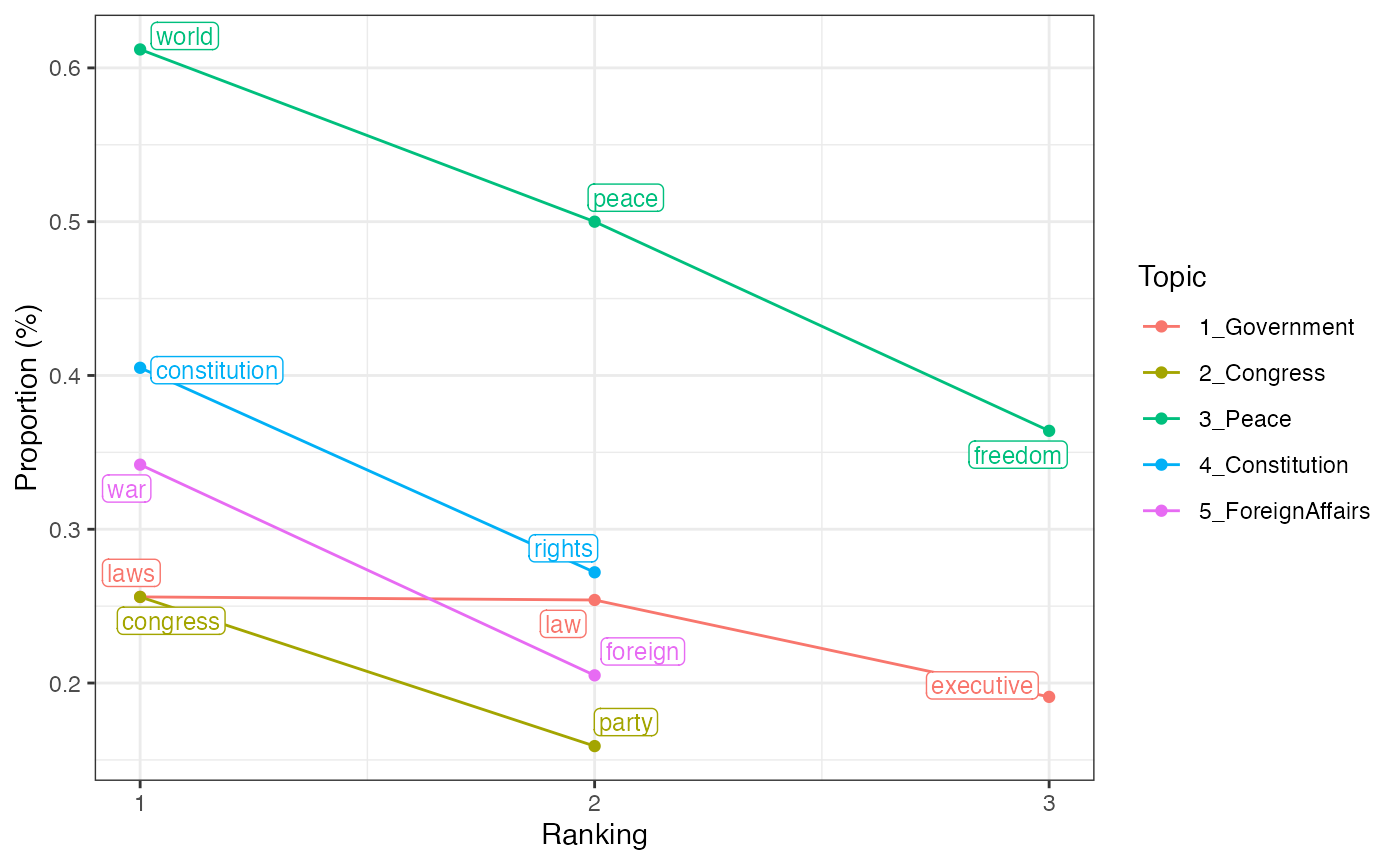 world
0.6
peace
0.5
Topic
1_Government
constitution
0.4
2_Congress
3_Peace
freedom
4_Constitution
war
5_ForeignAffairs
Proportion (%)
rights
0.3
laws
congress
law
foreign
executive
0.2
party
1
2
3
Ranking